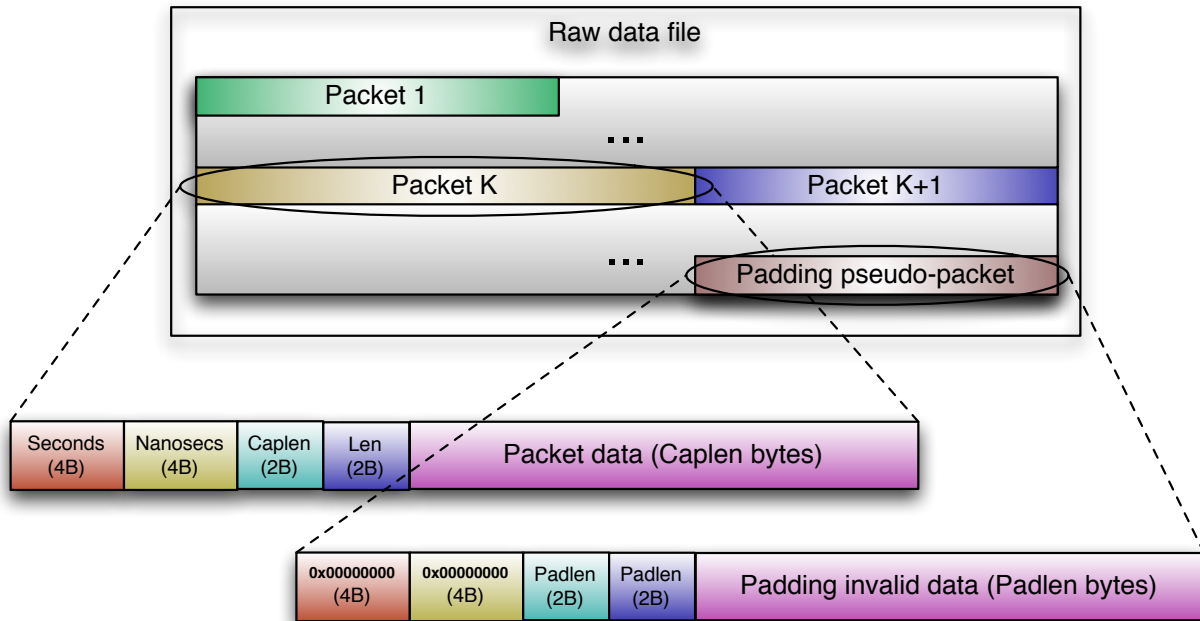 Raw data file
Packet 1
...
Packet K
Packet K+1
...
Padding pseudo-packet
Seconds
(4B)
Nanosecs
(4B)
Caplen
(2B)
Len
(2B)
Packet data (Caplen bytes)
0x00000000
(4B)
0x00000000
(4B)
Padlen
(2B)
Padlen
(2B)
Padding invalid data (Padlen bytes)